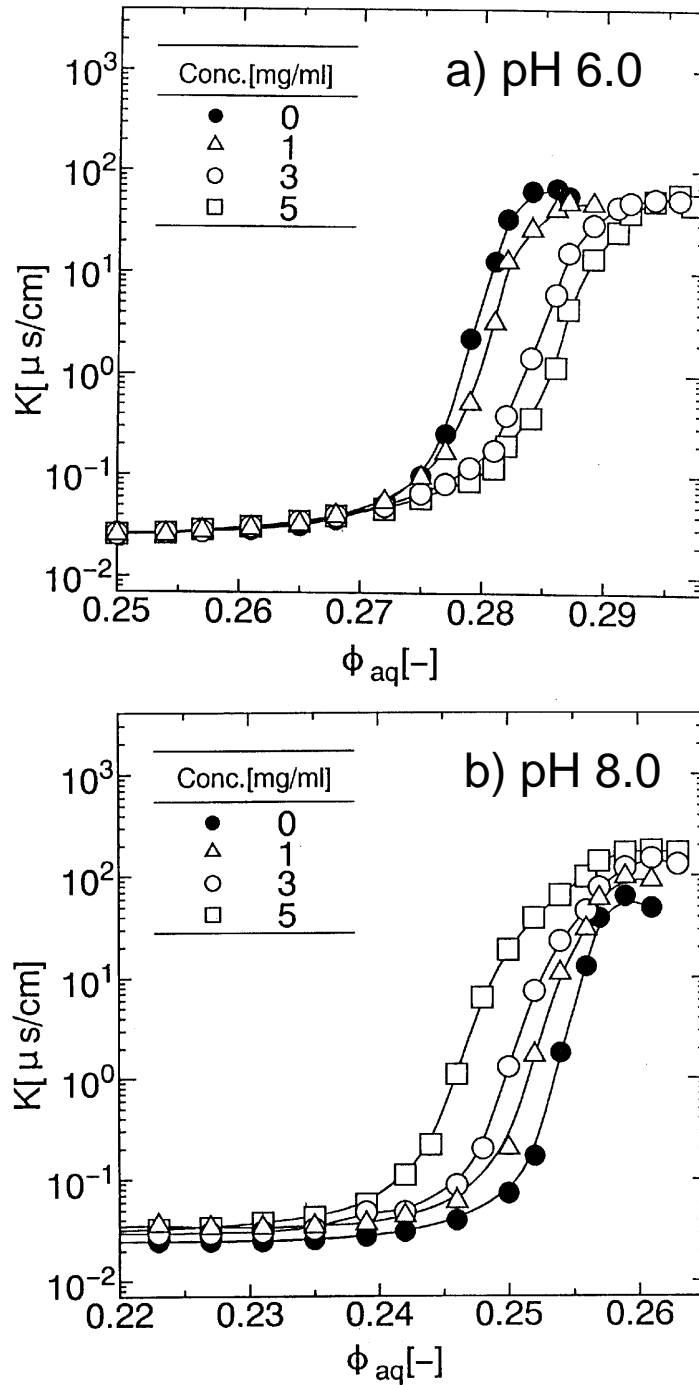 a) pH 6.0
Conc.[mg/ml]
0
1
3
5
10³
10²
10¹
10⁰
10⁻¹
10⁻²
K[μs/cm]
0.25 0.26 0.27 0.28 0.29
ϕaq[-]
b) pH 8.0
Conc.[mg/ml]
0
1
3
5
10³
10²
10¹
10⁰
10⁻¹
10⁻²
K[μs/cm]
0.22 0.23 0.24 0.25 0.26
ϕaq[-]